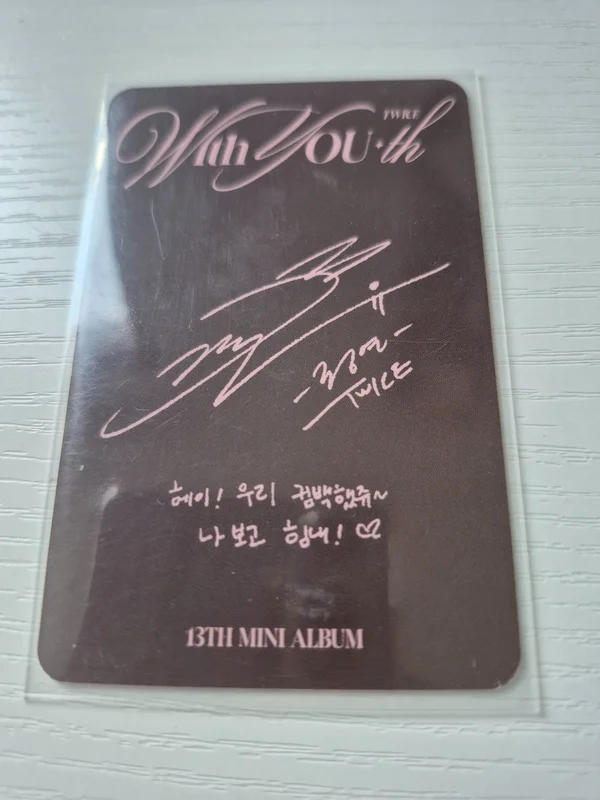 TWICE
With YOU-th
-정연-
TWICE
헤이! 우리 컴백했쥬~
나 보고 힘내! ♡
13TH MINI ALBUM